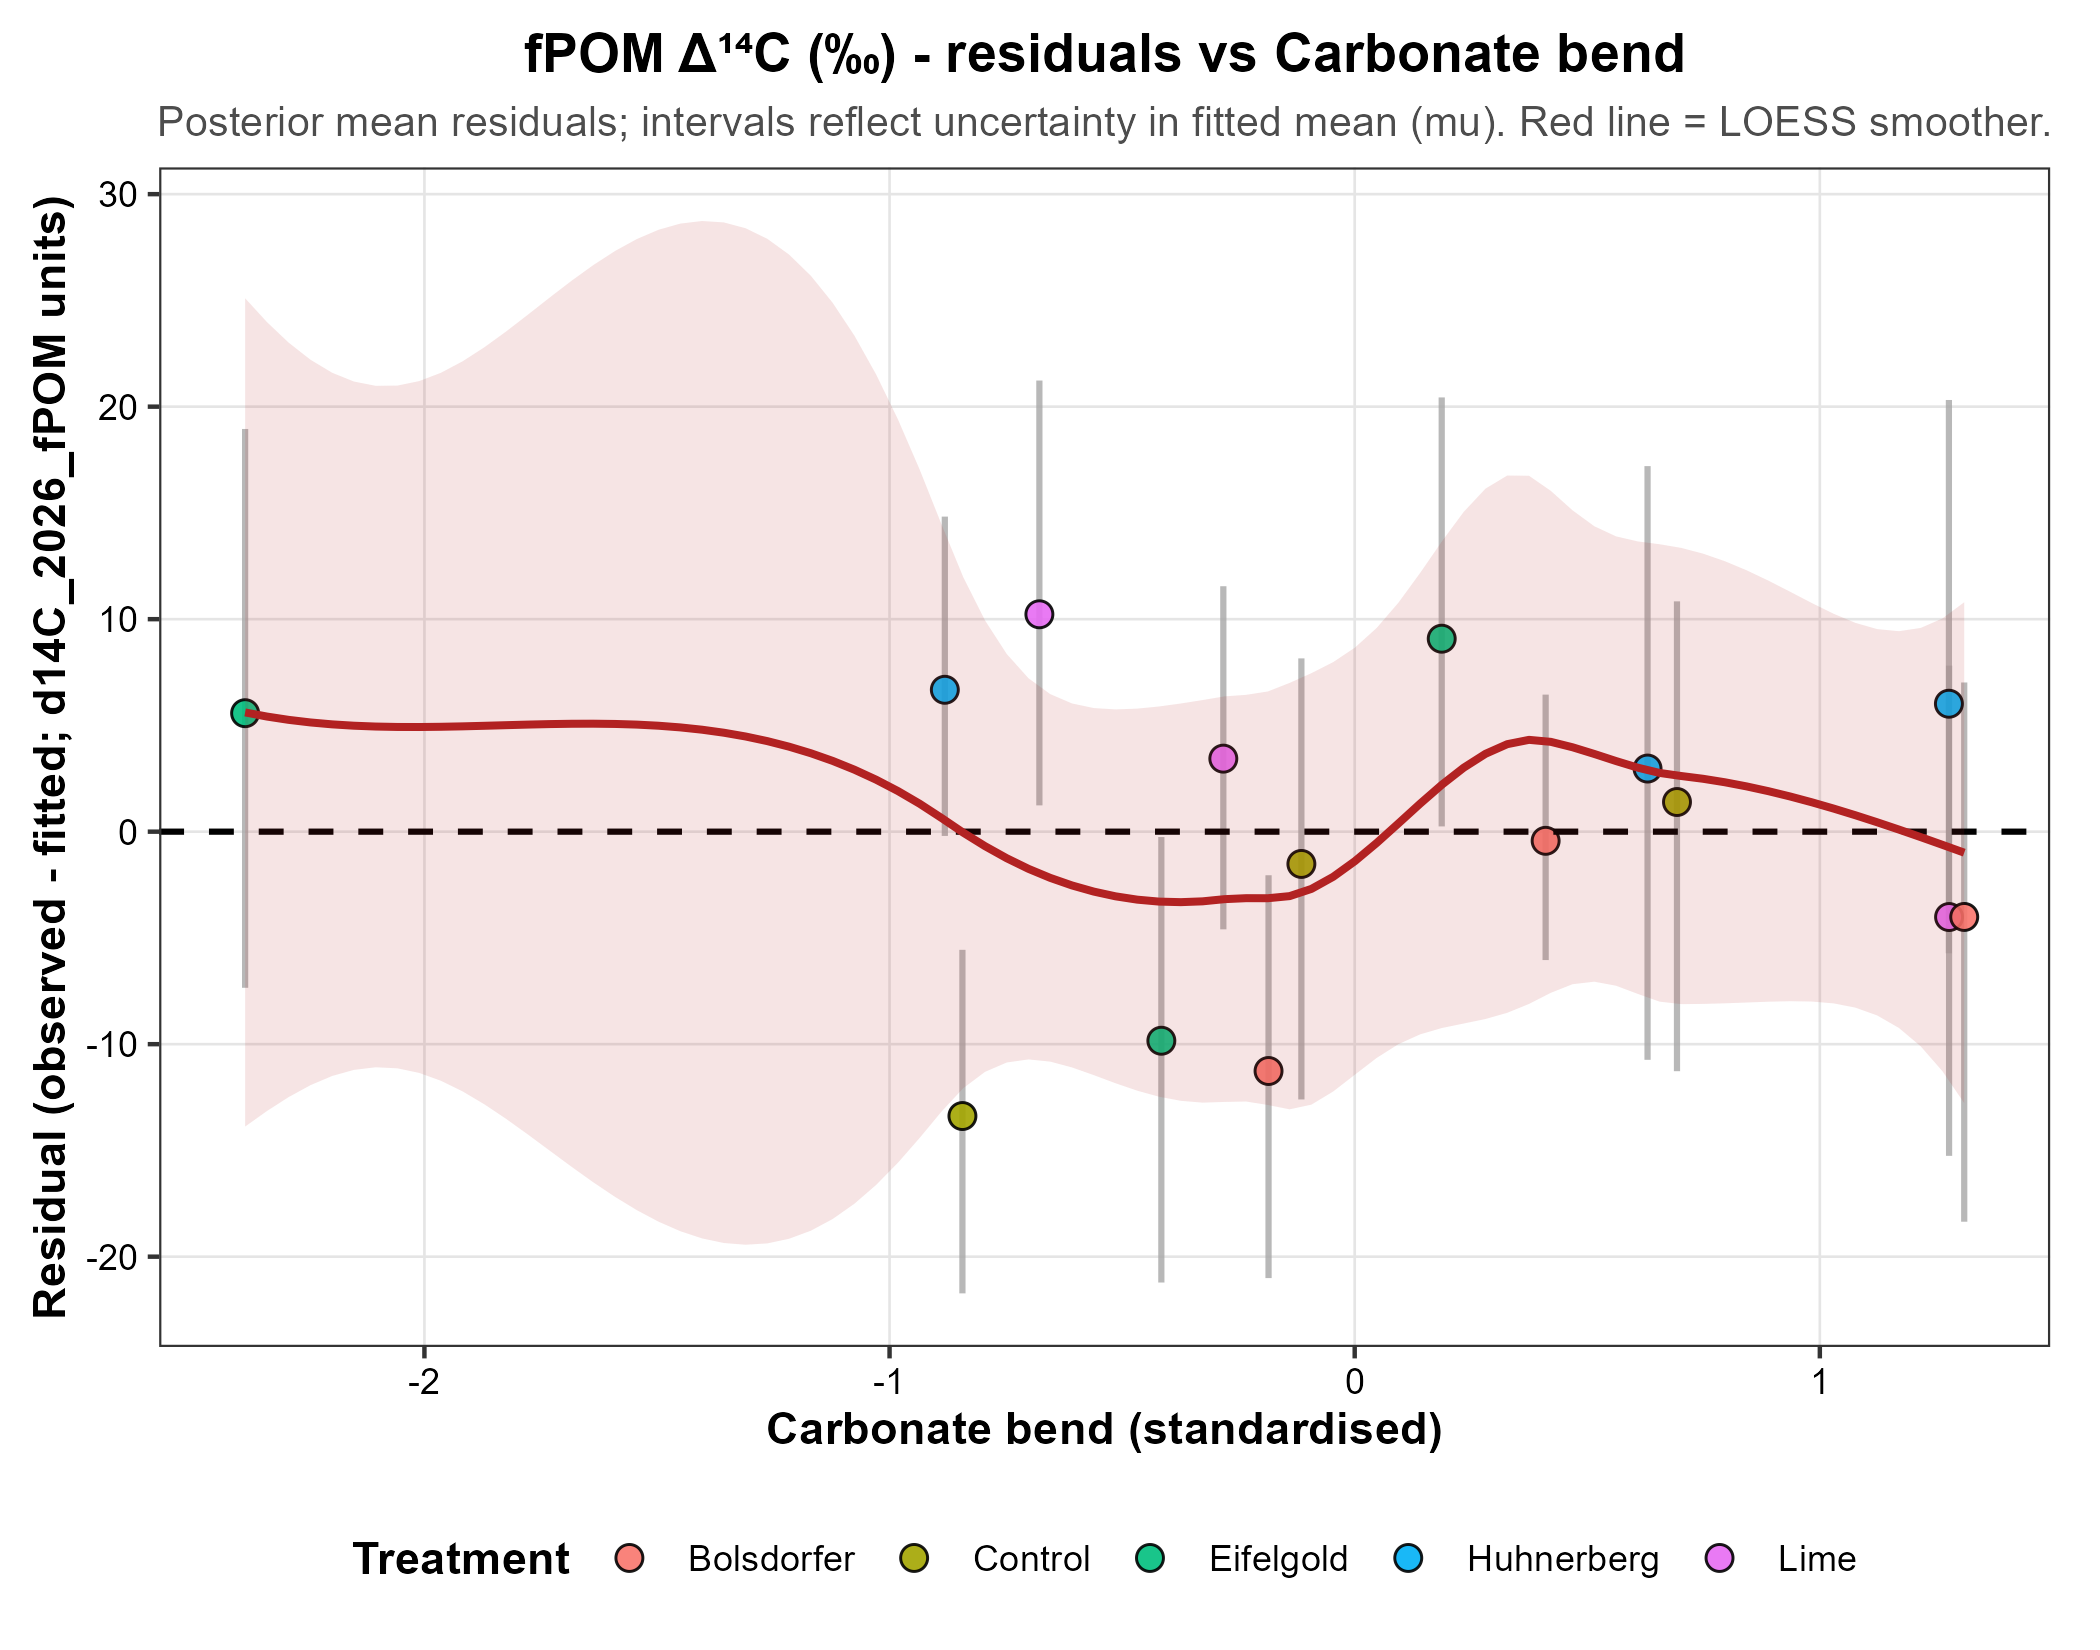 fPOM Δ¹⁴C (‰) - residuals vs Carbonate bend
Posterior mean residuals; intervals reflect uncertainty in fitted mean (mu). Red line = LOESS smoother.
Residual (observed - fitted; d14C_2026_fPOM units)
30
20
10
0
-10
-20
-2
-1
0
1
Carbonate bend (standardised)
Treatment
Bolsdorfer
Control
Eifelgold
Huhnerberg
Lime